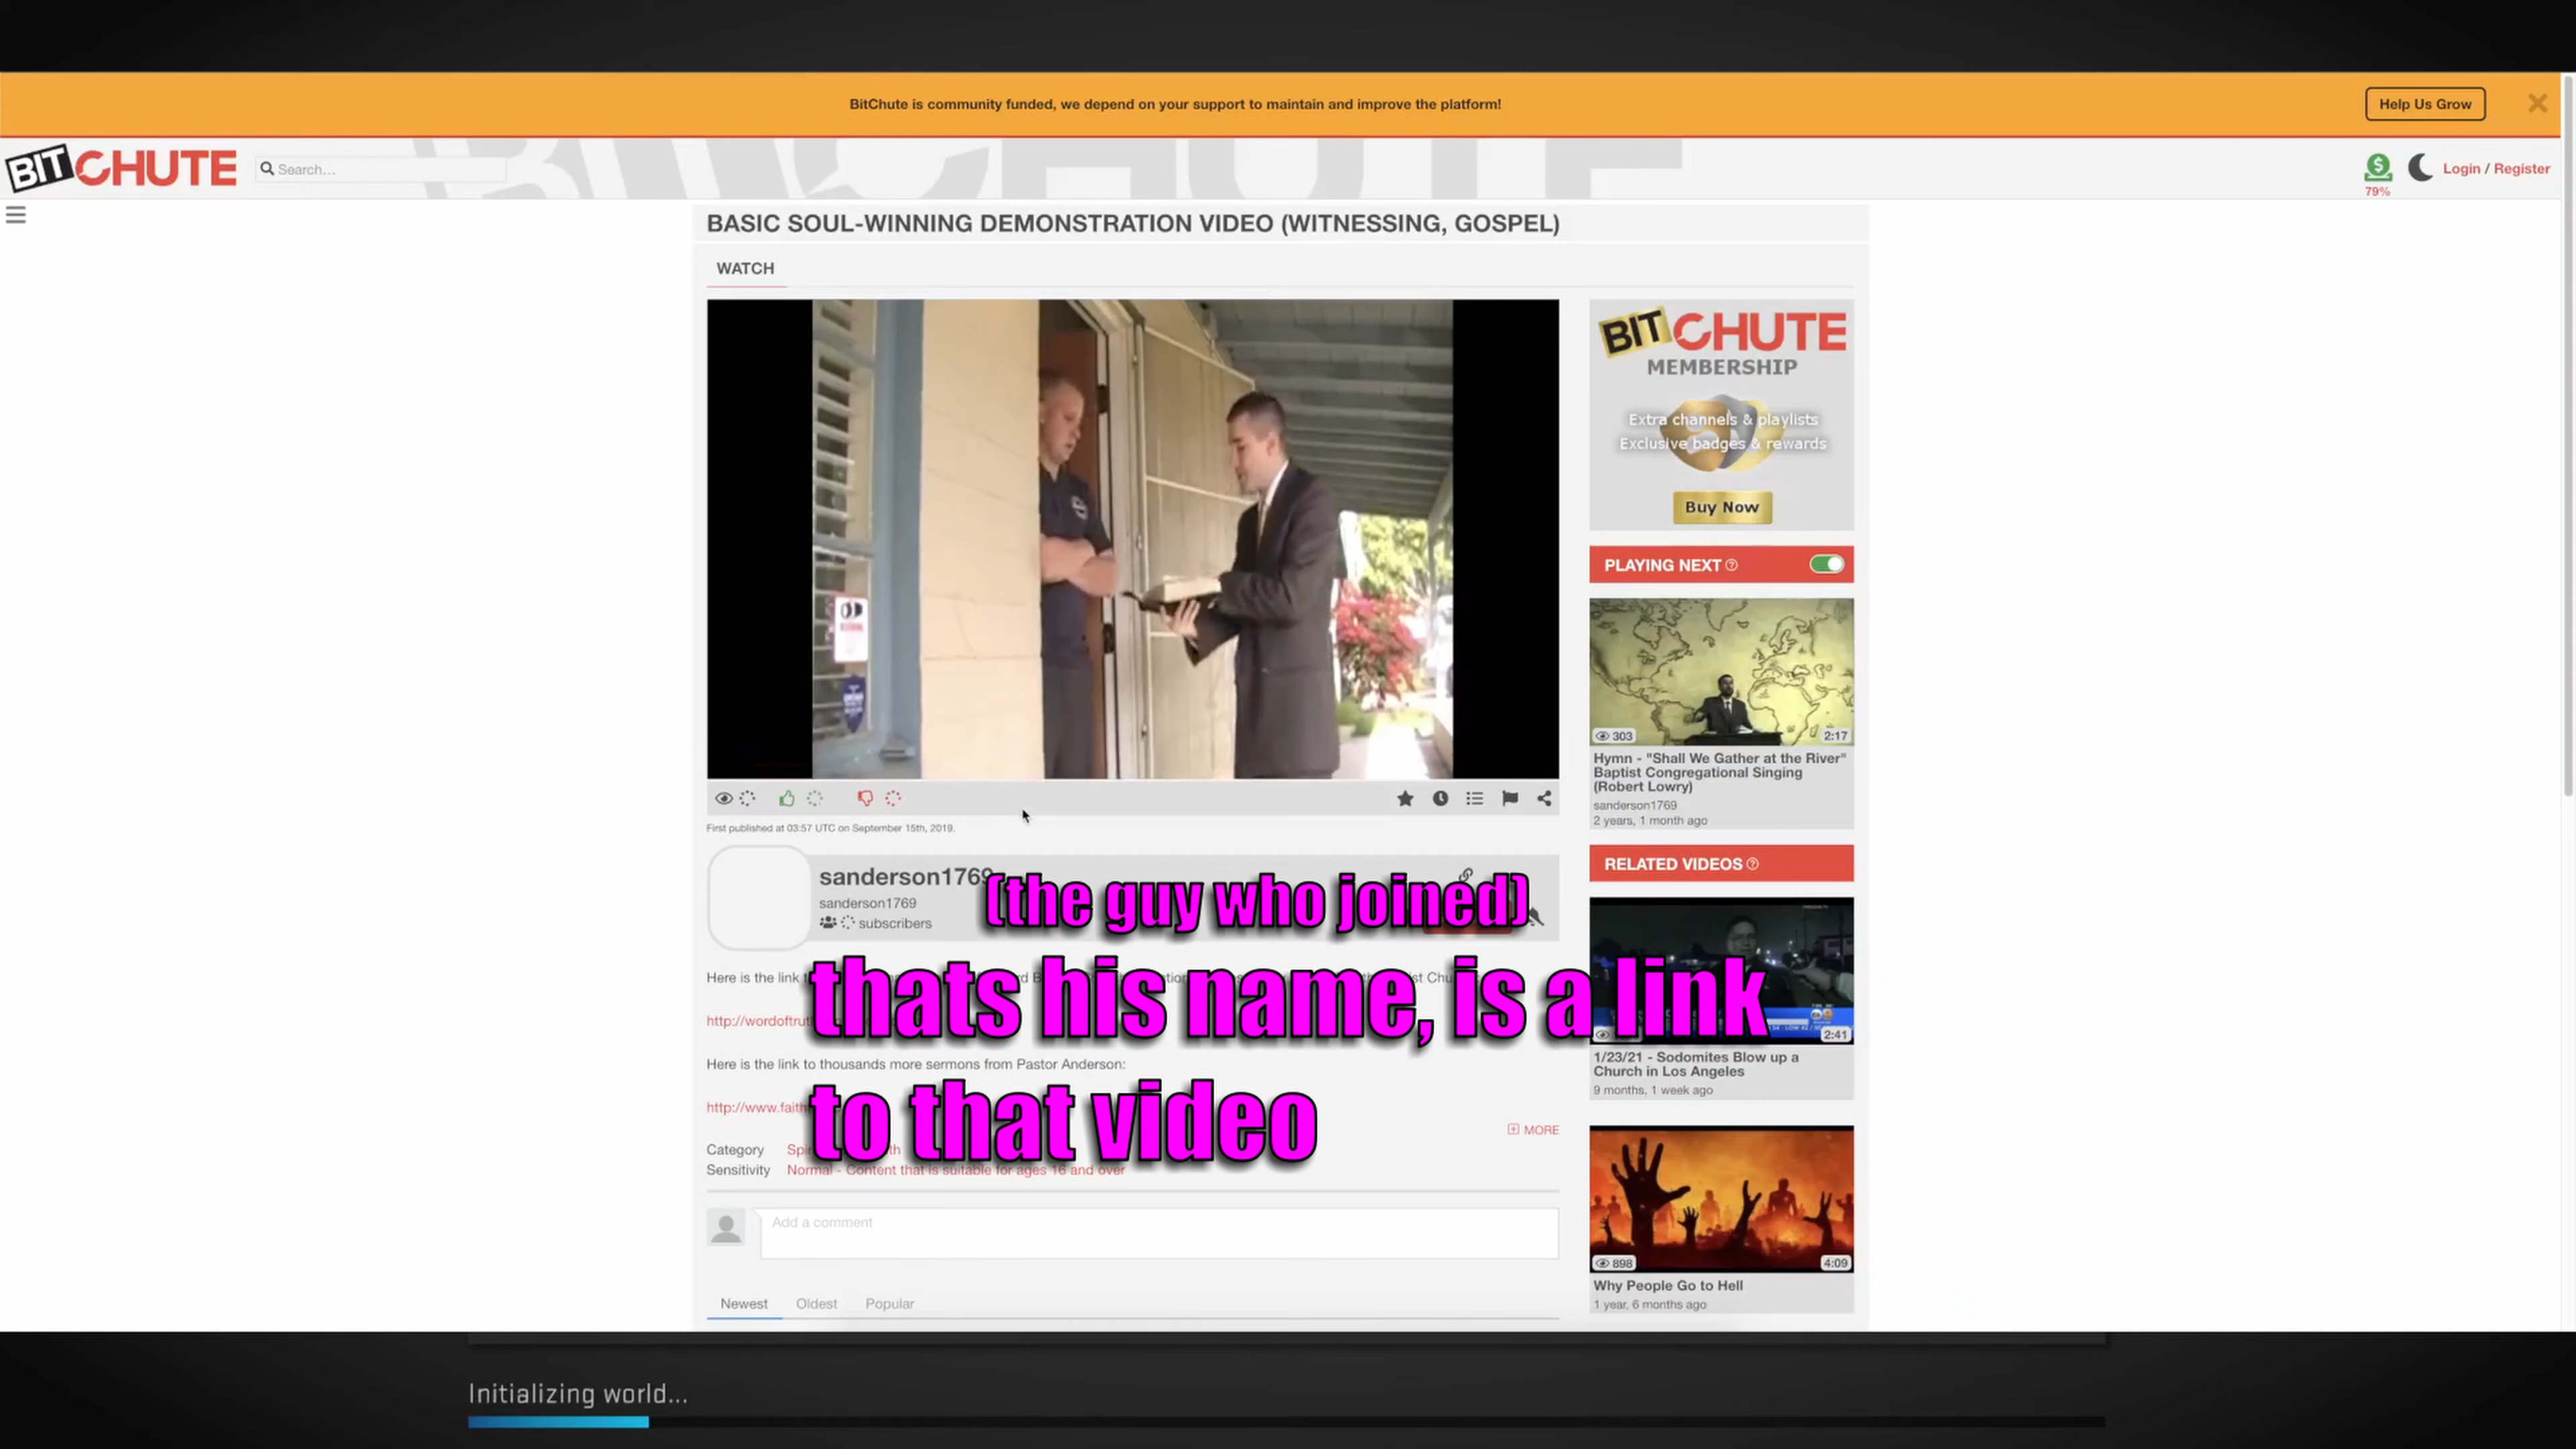 BitChute is community funded, we depend on your support to maintain and improve the platform!
Help Us Grow
BITCHUTE
Search...
79%
Login / Register
BASIC SOUL-WINNING DEMONSTRATION VIDEO (WITNESSING, GOSPEL)
WATCH
First published at 03:57 UTC on September 15th, 2019.
sanderson1769
sanderson1769
subscribers
(the guy who joined)
Here is the link
thats his name, is a link
http://wordoftrut
Here is the link to thousands more sermons from Pastor Anderson:
to that video
http://www.faith
MORE
Category
Sensitivity Normal - Content that is suitable for ages 16 and over
Add a comment
Newest Oldest Popular
BITCHUTE
MEMBERSHIP
Extra channels & playlists
Exclusive badges & rewards
Buy Now
PLAYING NEXT
303 2:17
Hymn - "Shall We Gather at the River"
Baptist Congregational Singing
(Robert Lowry)
sanderson1769
2 years, 1 month ago
RELATED VIDEOS
2:41
1/23/21 - Sodomites Blow up a
Church in Los Angeles
9 months, 1 week ago
898 4:09
Why People Go to Hell
1 year, 6 months ago
Initializing world...